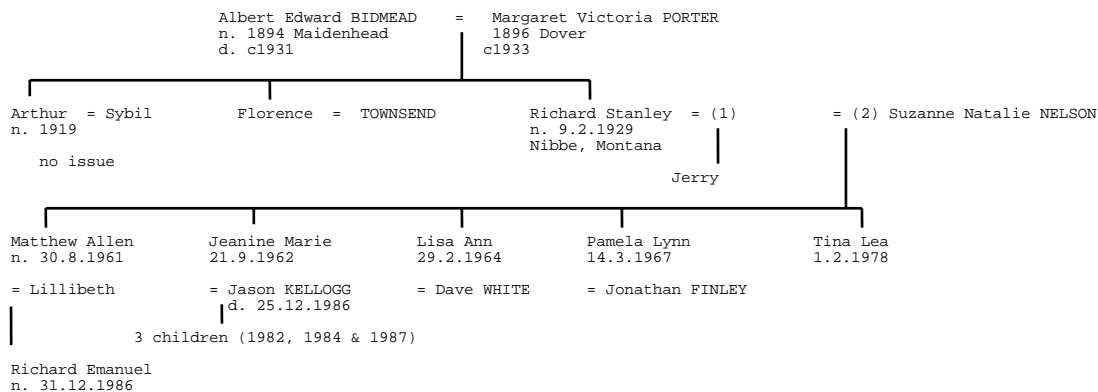 Albert Edward BIDMEAD = Margaret Victoria PORTER
n. 1894 Maidenhead 1896 Dover
d. c1931 c1933
Arthur = Sybil Florence = TOWNSEND Richard Stanley = (1) = (2) Suzanne Natalie NELSON
n. 1919 n. 9.2.1929
Nibbe, Montana
no issue
Jerry
Matthew Allen Jeanine Marie Lisa Ann Pamela Lynn Tina Lea
n. 30.8.1961 21.9.1962 29.2.1964 14.3.1967 1.2.1978
= Lillibeth = Jason KELLOGG = Dave WHITE = Jonathan FINLEY
d. 25.12.1986
3 children (1982, 1984 & 1987)
Richard Emanuel
n. 31.12.1986